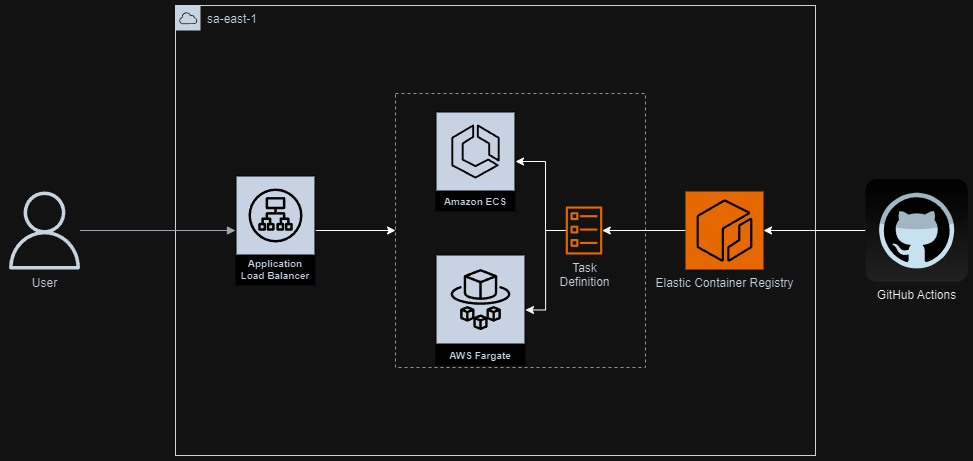 sa-east-1
Amazon ECS
Application
Load Balancer
Task
Definition
User
Elastic Container Registry
GitHub Actions
AWS Fargate